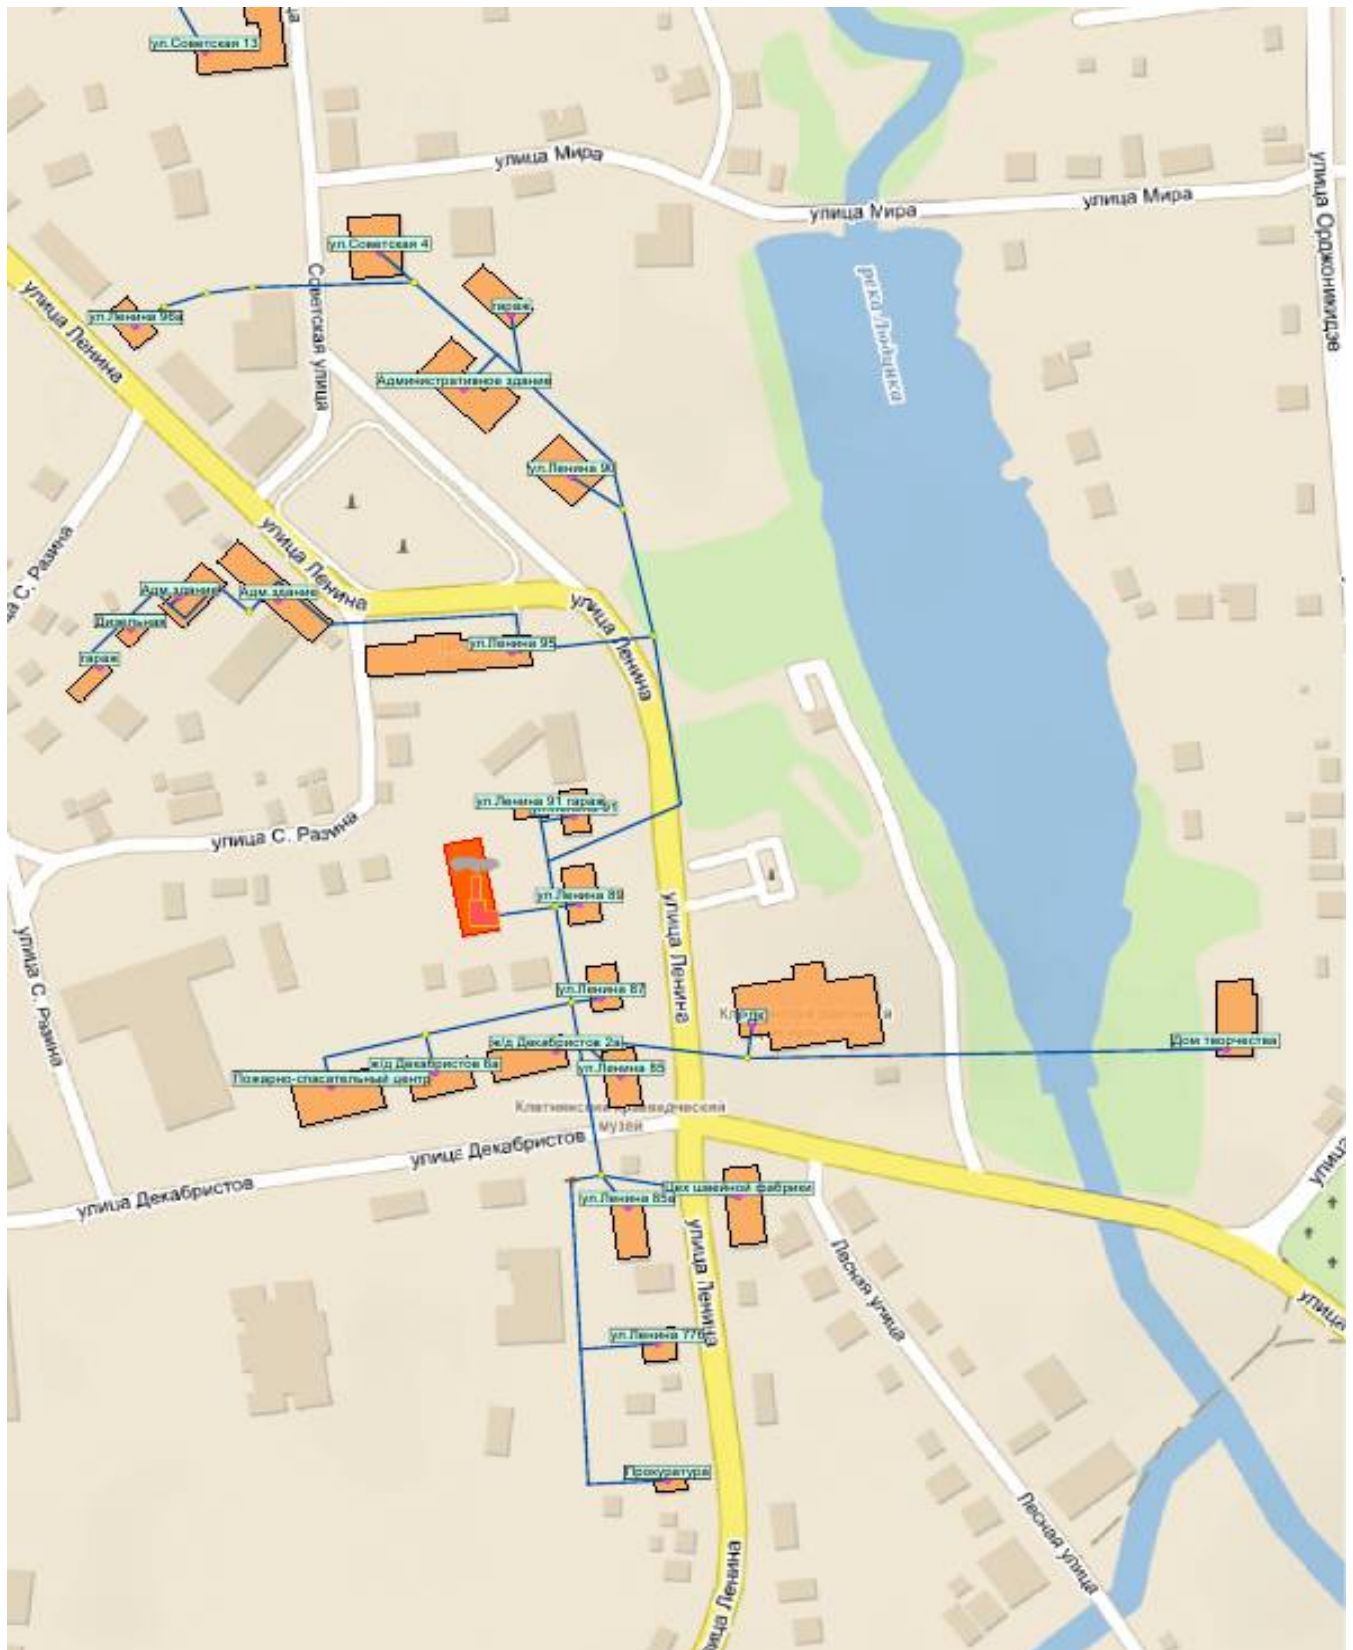 ул.Советская 13
улица Мира
улица Мира
улица Мира
улица Орджоникидзе
ул.Советская 4
Советская улица
река
гараж
ул.Ленина 96а
улица Ленина
Административное здание
ул.Ленина 90
улица Ленина
С. Разина
Адм.здание
Адм.здание
Дизельная
гараж
улица Ленина
ул.Ленина 95
ул.Ленина 91 гараж
улица С. Разина
ул.Ленина 89
улица Ленина
улица С. Разина
ул.Ленина 87
РДК
Дом творчества
ж/д Декабристов 2а
ж/д Декабристов 6а
ул.Ленина 85
Пожарно-спасательный центр
музей
улица Декабристов
улица Декабристов
Цех швейной фабрики
ул.Ленина 85а
улица Ленина
Лесная улица
улица
улица
ул.Ленина 77б
Прокуратура
Лесная улица
улица Ленина